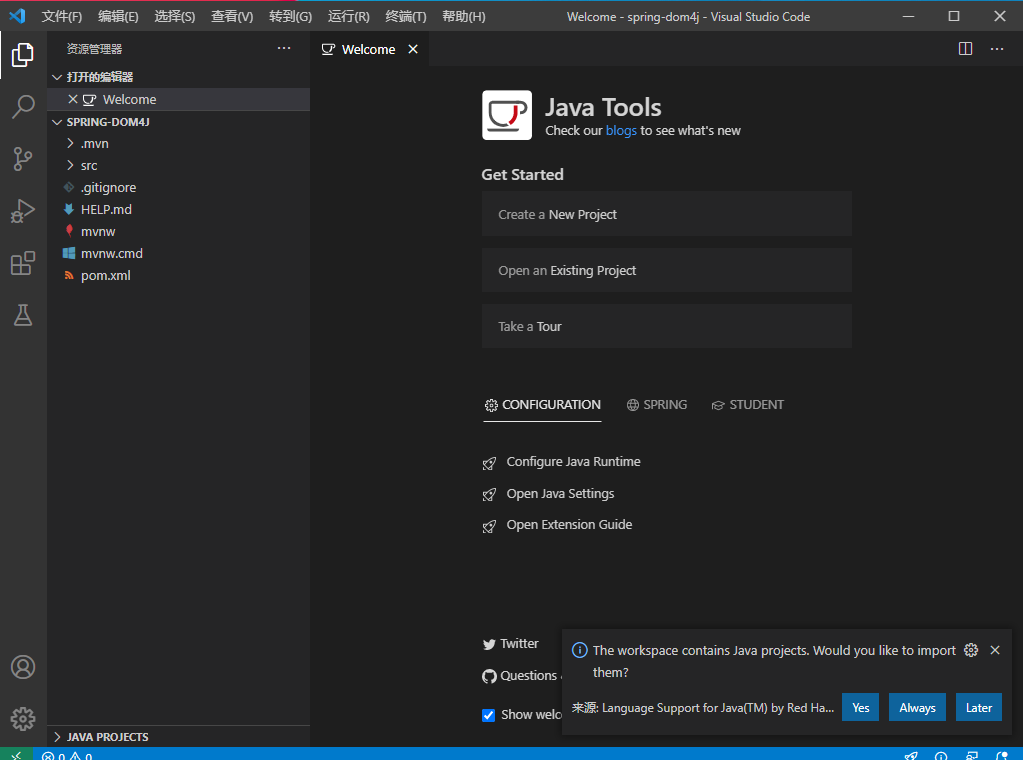 文件(F) 编辑(E) 选择(S) 查看(V) 转到(G) 运行(R) 终端(T) 帮助(H) Welcome - spring-dom4j - Visual Studio Code
资源管理器
Welcome
打开的编辑器
Welcome
SPRING-DOM4J
.mvn
src
.gitignore
HELP.md
mvnw
mvnw.cmd
pom.xml
JAVA PROJECTS
Java Tools
Check our blogs to see what's new
Get Started
Create a New Project
Open an Existing Project
Take a Tour
CONFIGURATION SPRING STUDENT
Configure Java Runtime
Open Java Settings
Open Extension Guide
Twitter
Questions
Show welco
The workspace contains Java projects. Would you like to import
them?
来源: Language Support for Java(TM) by Red Ha... Yes Always Later
0 0